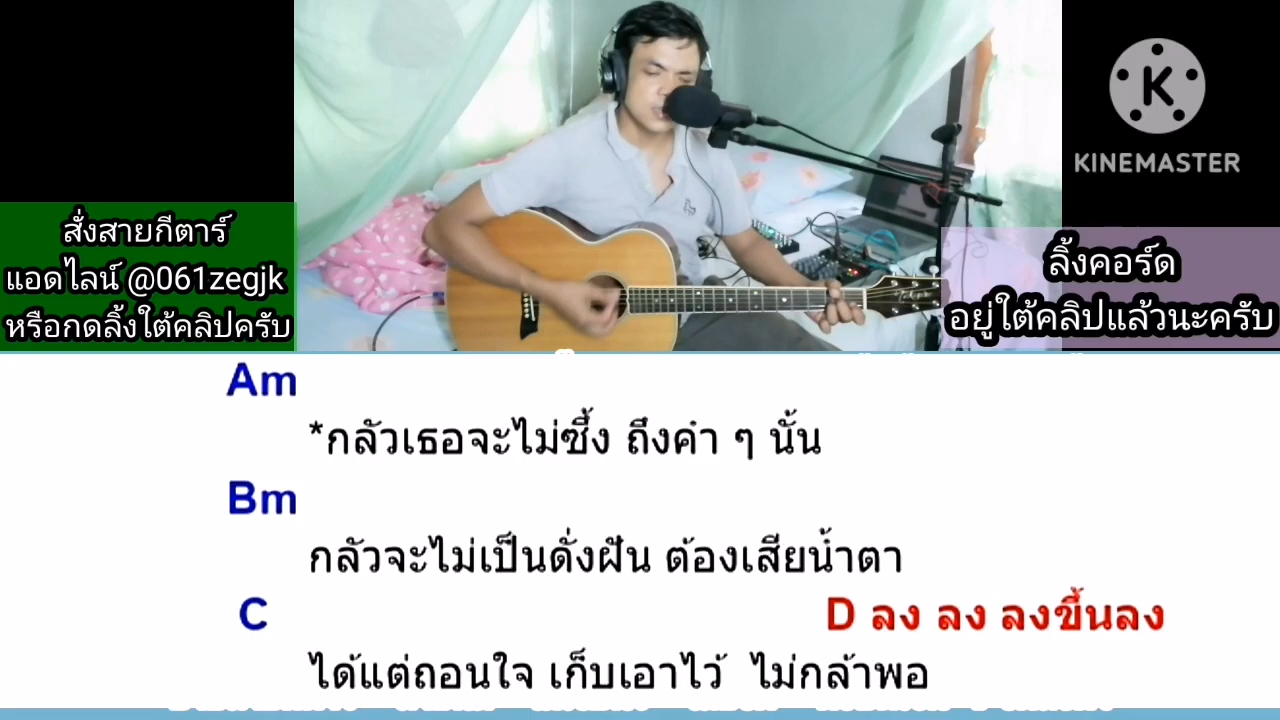 สั่งสายกีตาร์
แอดไลน์ @061zegjk
หรือกดลิ้งใต้คลิปครับ
K
KINEMASTER
ลิ้งคอร์ด
อยู่ใต้คลิปแล้วนะครับ
Am
*กลัวเธอจะไม่ซึ้ง ถึงคำ ๆ นั้น
Bm
กลัวจะไม่เป็นดั่งฝัน ต้องเสียน้ำตา
C D ลง ลง ลงขึ้นลง
ได้แต่ถอนใจ เก็บเอาไว้ ไม่กล้าพอ